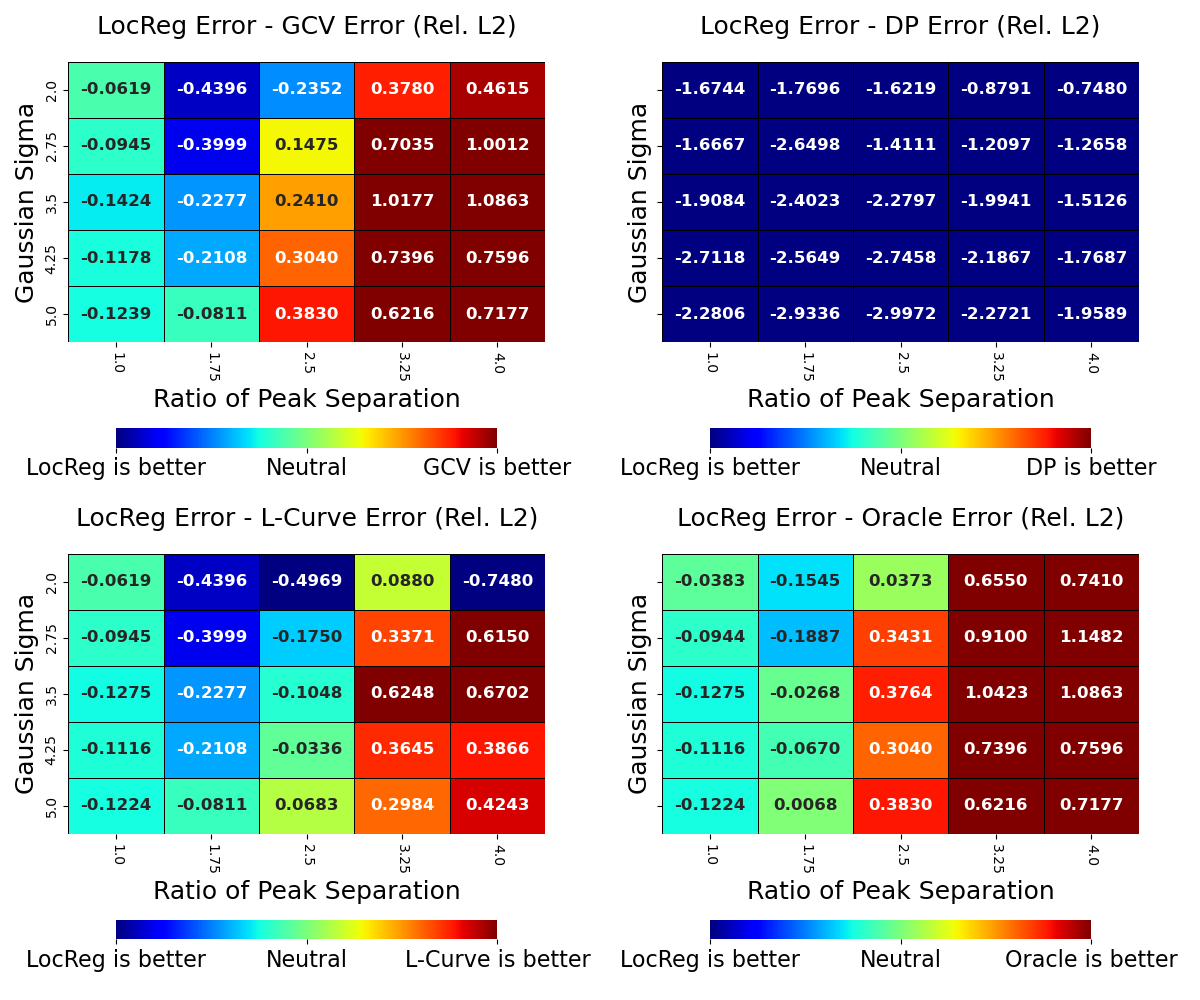 LocReg Error - GCV Error (Rel. L2)
Gaussian Sigma
2.0 -0.0619 -0.4396 -0.2352 0.3780 0.4615
2.75 -0.0945 -0.3999 0.1475 0.7035 1.0012
3.5 -0.1424 -0.2277 0.2410 1.0177 1.0863
4.25 -0.1178 -0.2108 0.3040 0.7396 0.7596
5.0 -0.1239 -0.0811 0.3830 0.6216 0.7177
1.0 1.75 2.5 3.25 4.0
Ratio of Peak Separation
LocReg is better Neutral GCV is better
LocReg Error - DP Error (Rel. L2)
Gaussian Sigma
-1.6744 -1.7696 -1.6219 -0.8791 -0.7480
-1.6667 -2.6498 -1.4111 -1.2097 -1.2658
-1.9084 -2.4023 -2.2797 -1.9941 -1.5126
-2.7118 -2.5649 -2.7458 -2.1867 -1.7687
-2.2806 -2.9336 -2.9972 -2.2721 -1.9589
1.0 1.75 2.5 3.25 4.0
Ratio of Peak Separation
LocReg is better Neutral DP is better
LocReg Error - L-Curve Error (Rel. L2)
Gaussian Sigma
2.0 -0.0619 -0.4396 -0.4969 0.0880 -0.7480
2.75 -0.0945 -0.3999 -0.1750 0.3371 0.6150
3.5 -0.1275 -0.2277 -0.1048 0.6248 0.6702
4.25 -0.1116 -0.2108 -0.0336 0.3645 0.3866
5.0 -0.1224 -0.0811 0.0683 0.2984 0.4243
1.0 1.75 2.5 3.25 4.0
Ratio of Peak Separation
LocReg is better Neutral L-Curve is better
LocReg Error - Oracle Error (Rel. L2)
Gaussian Sigma
-0.0383 -0.1545 0.0373 0.6550 0.7410
-0.0944 -0.1887 0.3431 0.9100 1.1482
-0.1275 -0.0268 0.3764 1.0423 1.0863
-0.1116 -0.0670 0.3040 0.7396 0.7596
-0.1224 0.0068 0.3830 0.6216 0.7177
1.0 1.75 2.5 3.25 4.0
Ratio of Peak Separation
LocReg is better Neutral Oracle is better